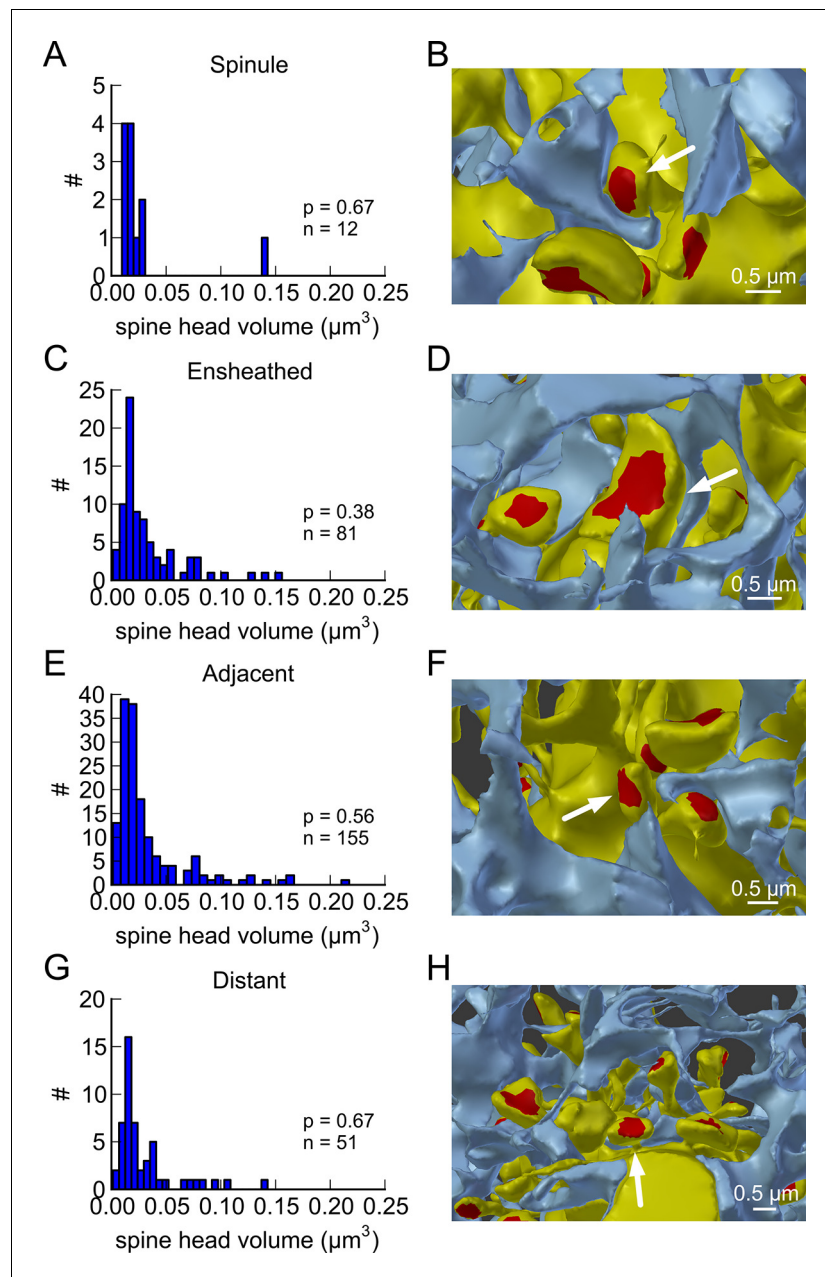 A
Spinule
5
4
3
2
1
0
#
p = 0.67
n = 12
0.00 0.05 0.10 0.15 0.20 0.25
spine head volume (µm³)
B
0.5 µm
C
Ensheathed
25
20
15
10
5
0
#
p = 0.38
n = 81
0.00 0.05 0.10 0.15 0.20 0.25
spine head volume (µm³)
D
0.5 µm
E
Adjacent
40
35
30
25
20
15
10
5
0
#
p = 0.56
n = 155
0.00 0.05 0.10 0.15 0.20 0.25
spine head volume (µm³)
F
0.5 µm
G
Distant
20
15
10
5
0
#
p = 0.67
n = 51
0.00 0.05 0.10 0.15 0.20 0.25
spine head volume (µm³)
H
0.5 µm